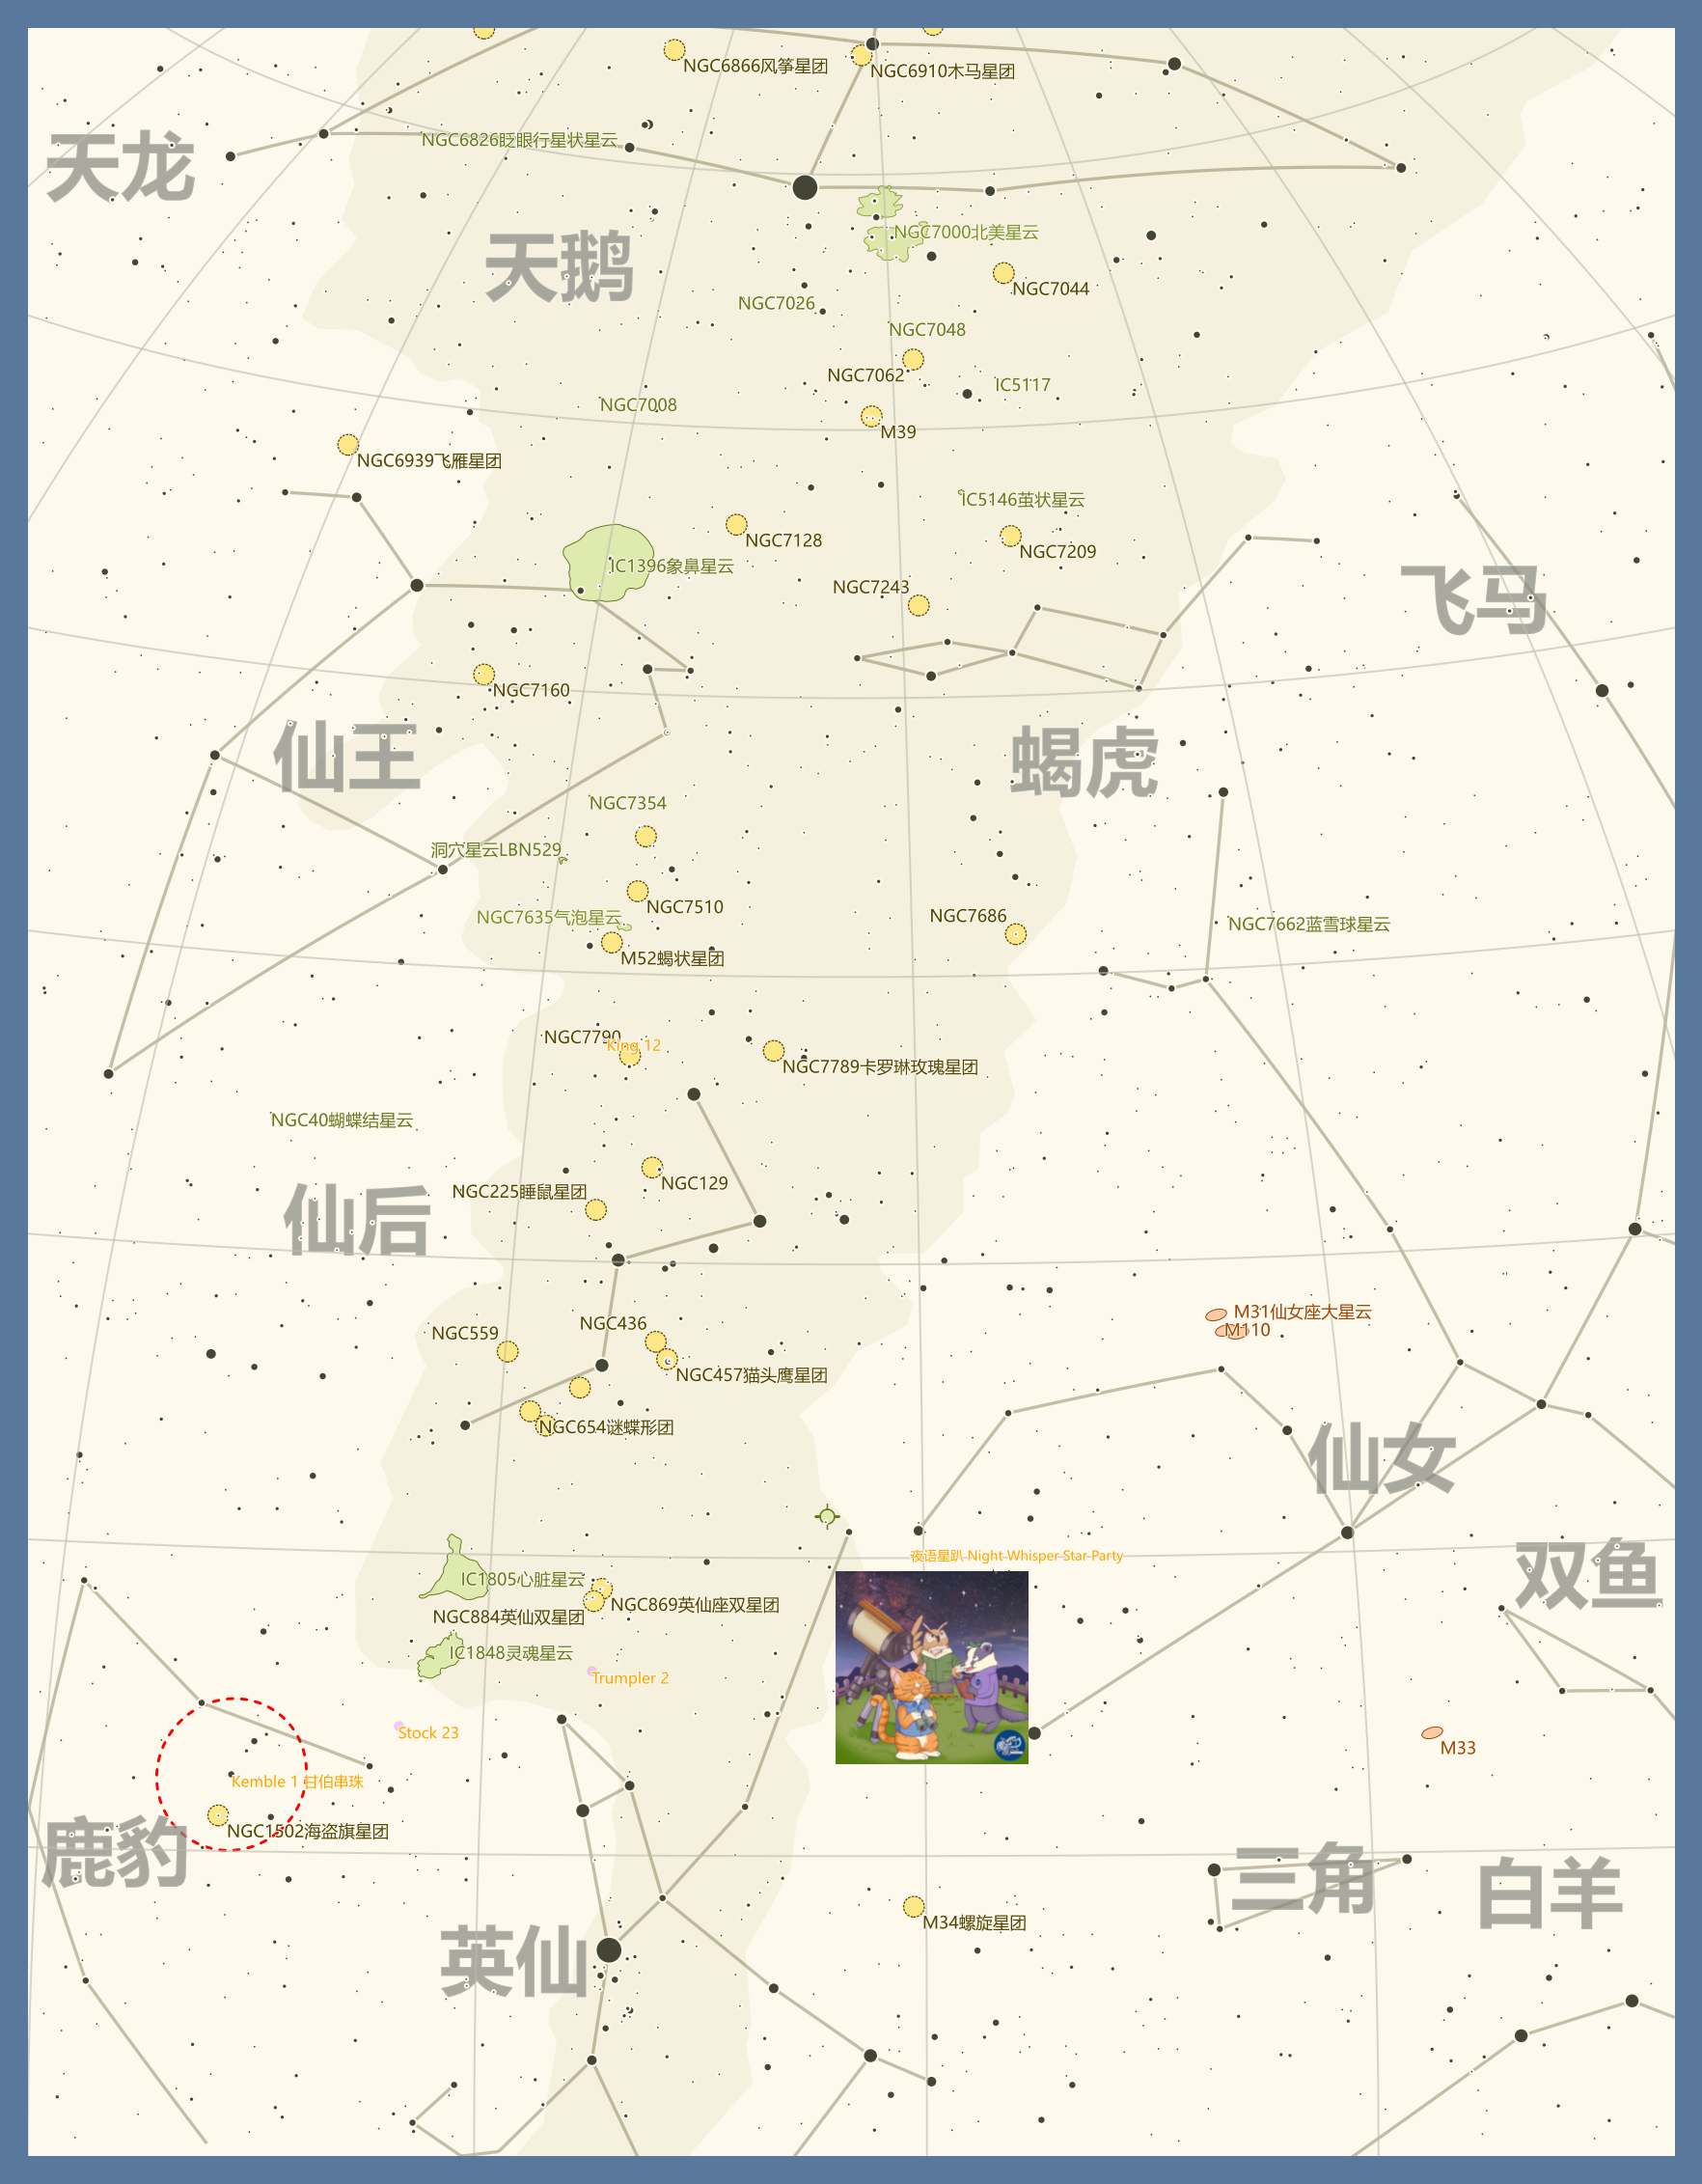 NGC6866风筝星团
NGC6910木马星团
NGC6826眨眼行星状星云
天龙
天鹅
NGC7000北美星云
NGC7044
NGC7026
NGC7048
NGC7062
IC5117
NGC7008
M39
NGC6939飞雁星团
IC5146茧状星云
NGC7128
NGC7209
IC1396象鼻星云
NGC7243
飞马
NGC7160
仙王
蝎虎
NGC7354
洞穴星云LBN529
NGC7510
NGC7635气泡星云
NGC7686
NGC7662蓝雪球星云
M52蝎状星团
NGC7790
King 12
NGC7789卡罗琳玫瑰星团
NGC40蝴蝶结星云
NGC129
NGC225睡鼠星团
仙后
M31仙女座大星云
M110
NGC436
NGC559
NGC457猫头鹰星团
NGC654谜蝶形团
仙女
夜语星趴 Night Whisper Star Party
双鱼
IC1805心脏星云
NGC869英仙座双星团
NGC884英仙双星团
IC1848灵魂星云
Trumpler 2
Stock 23
M33
Kemble 1 甘伯串珠
NGC1502海盗旗星团
鹿豹
三角
白羊
M34螺旋星团
英仙